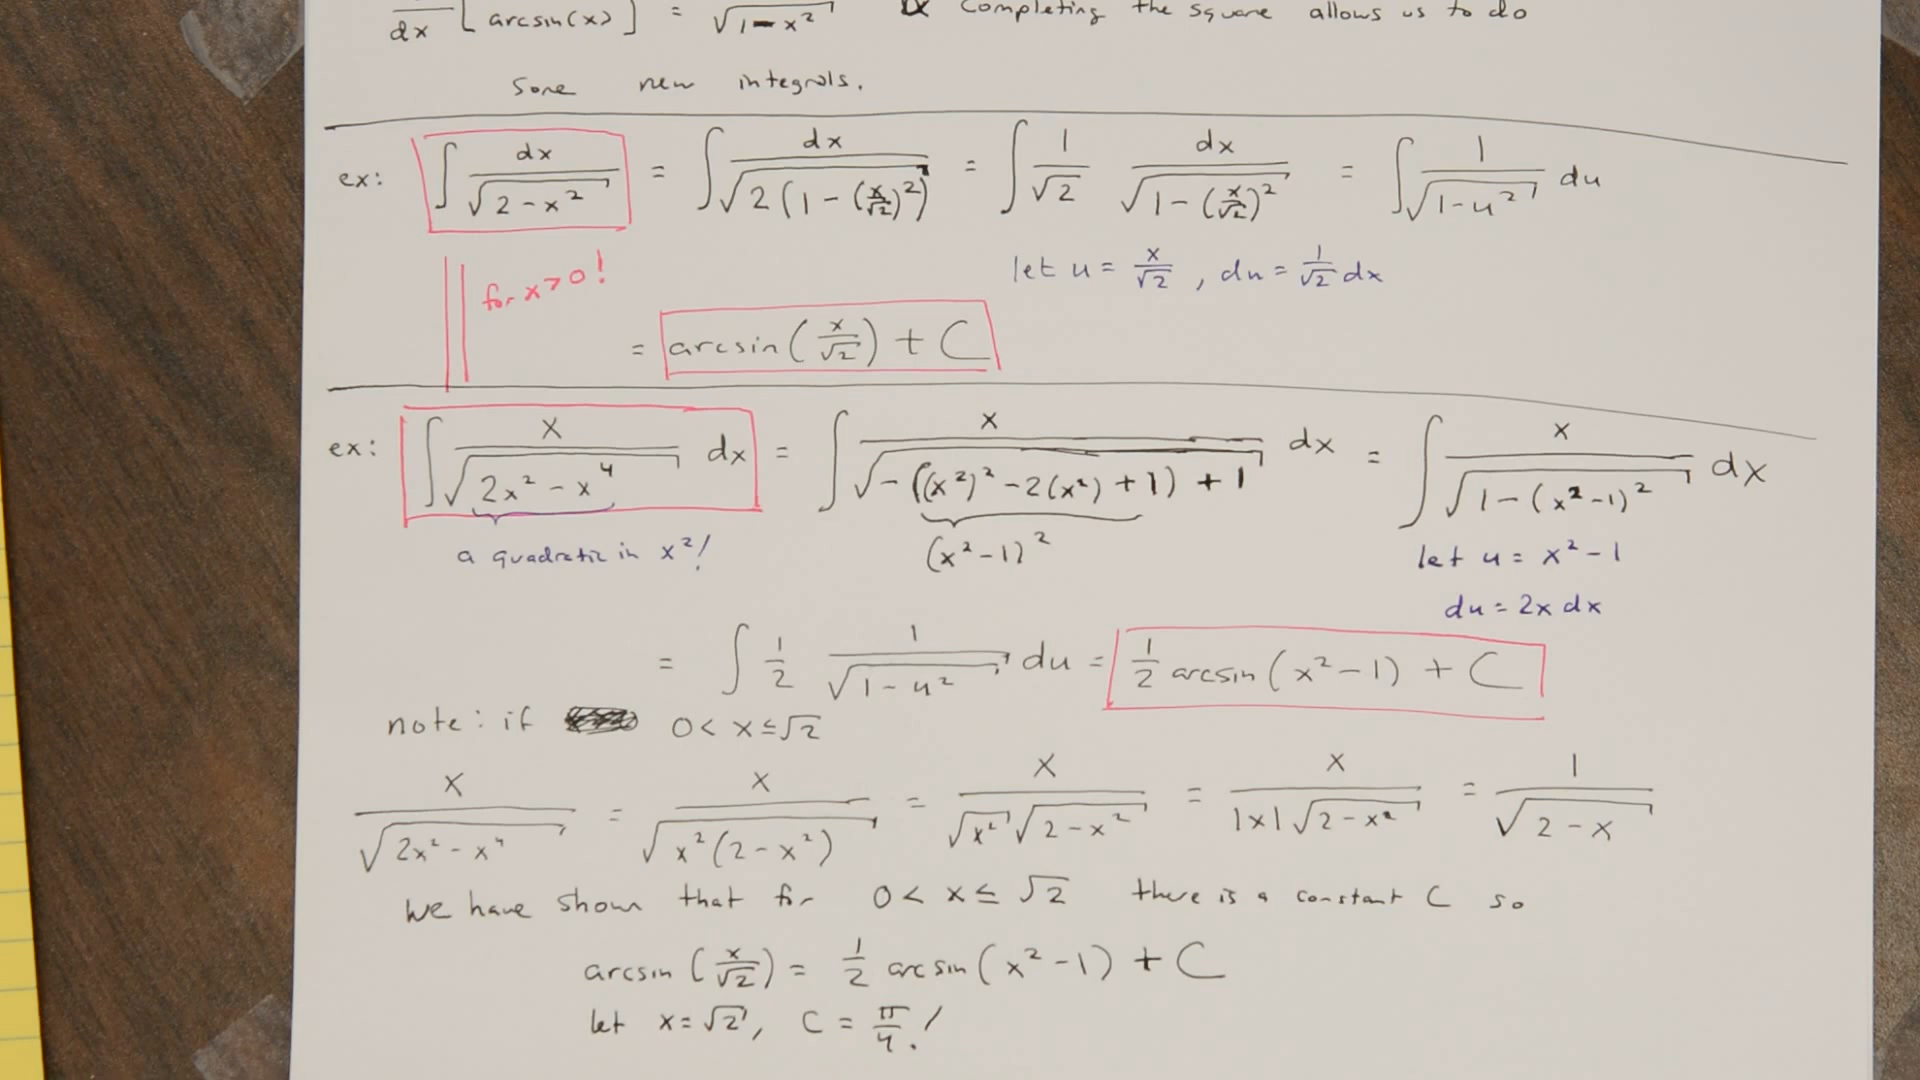 d/dx [arcsin(x)] = 1/√(1-x²) Completing the square allows us to do
some new integrals.
ex: ∫ dx/√(2-x²) = ∫ dx/√(2(1-(x/√2)²)) = ∫ 1/√2 dx/√(1-(x/√2)²) = ∫ 1/√(1-u²) du
let u = x/√2, du = 1/√2 dx
for x>0!
= arcsin(x/√2) + C
ex: ∫ x/√(2x²-x⁴) dx = ∫ x/√(-((x²)²-2(x²)+1)+1) dx = ∫ x/√(1-(x²-1)²) dx
a quadratic in x²! (x²-1)² let u = x²-1
du = 2x dx
= ∫ 1/2 1/√(1-u²) du = 1/2 arcsin(x²-1) + C
note: if 0 < x ≤ √2
x/√(2x²-x⁴) = x/√(x²(2-x²)) = x/(√x² √(2-x²)) = x/(|x|√(2-x²)) = 1/√(2-x)
we have shown that for 0 < x ≤ √2 there is a constant C so
arcsin(x/√2) = 1/2 arcsin(x²-1) + C
let x=√2, C = π/4!